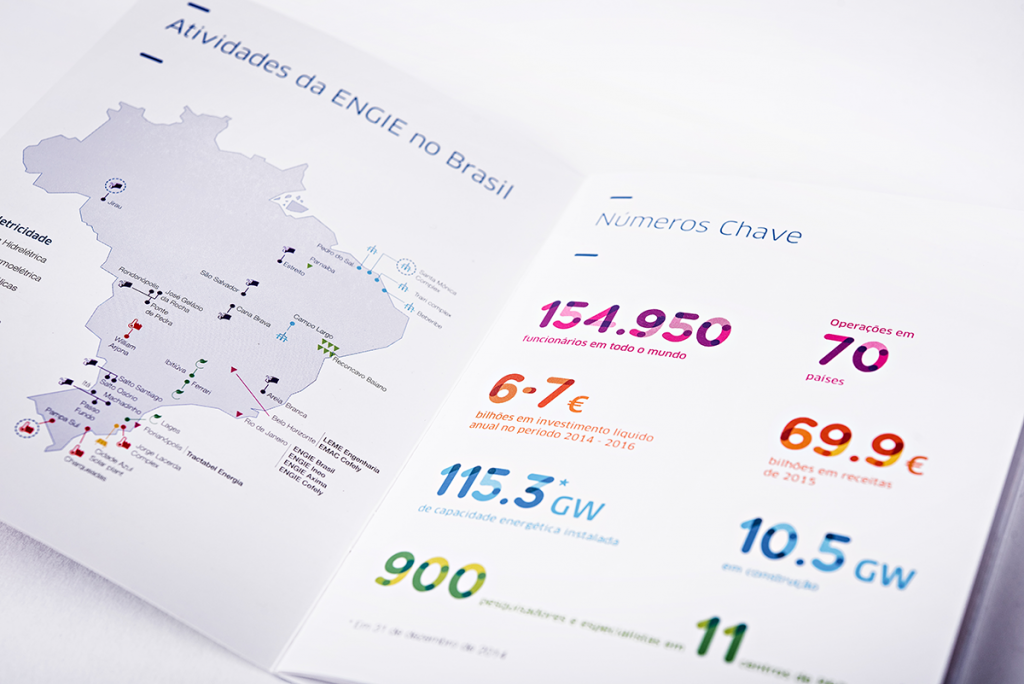 Atividades da ENGIE no Brasil
Hidrelétrica
Jirau
Estreito
Pedra do Sal
Parnaíba
Santa Mônica
Complex
Trairi complex
Beberibe
São Salvador
Cana Brava
Rondonópolis
José Gelázio
da Rocha
Ponte
de Pedra
Campo Largo
Reconcavo Baiano
William
Arjona
Ibitiúva
Ferrari
Areia Branca
Belo Horizonte
LEME Engenharia
EMAC Cofely
Rio de Janeiro
ENGIE Brasil
ENGIE Ineo
ENGIE Axima
ENGIE Cofely
Salto Santiago
Salto Osório
Ita
Machadinho
Passo
Fundo
Pampa Sul
Lages
Florianópolis
Tractebel Energia
Jorge Lacerda
Complex
Cidade Azul
Solar plant
Charqueadas
Números Chave
154.950
funcionários em todo o mundo
Operações em
70
países
6-7€
bilhões em investimento líquido
anual no período 2014 - 2016
69.9€
bilhões em receitas
de 2015
115.3* GW
de capacidade energética instalada
10.5 GW
em construção
900
pesquisadores e especialistas em
11
centros de
* Em 31 de dezembro de 2014